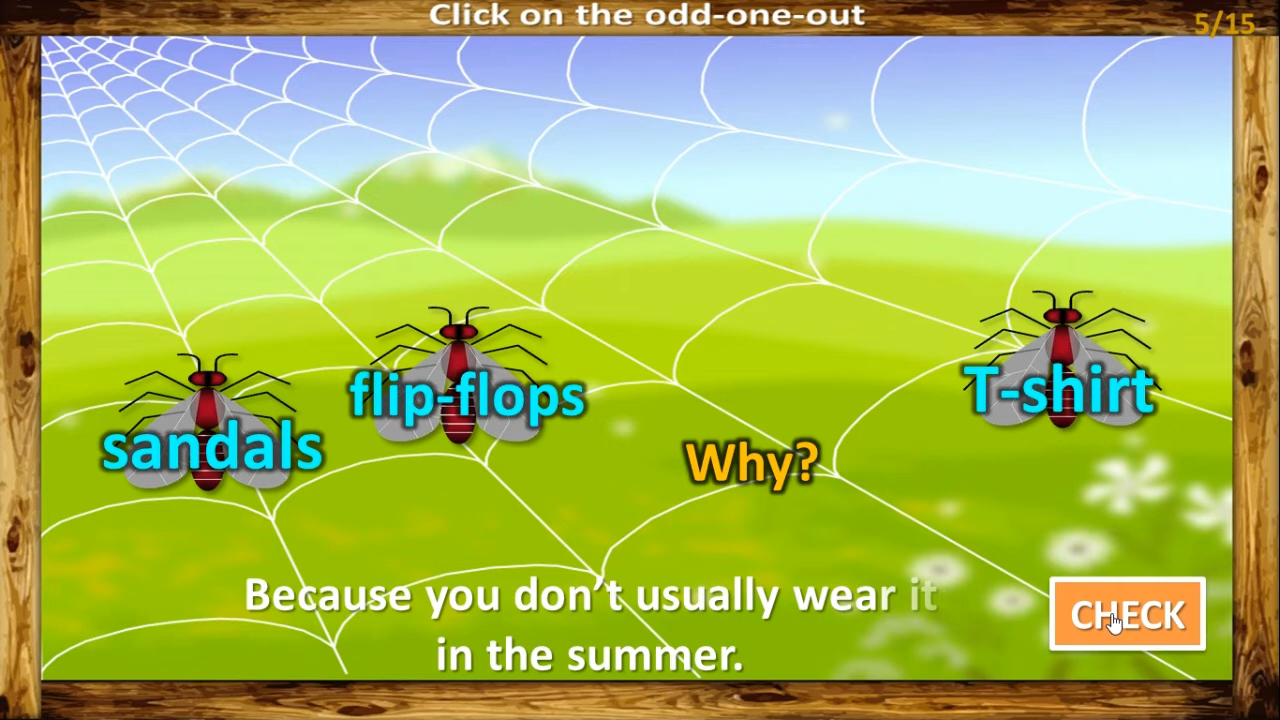 Click on the odd-one-out
5/15
flip-flops
T-shirt
sandals
Why?
Because you don't usually wear it
in the summer.
CHECK